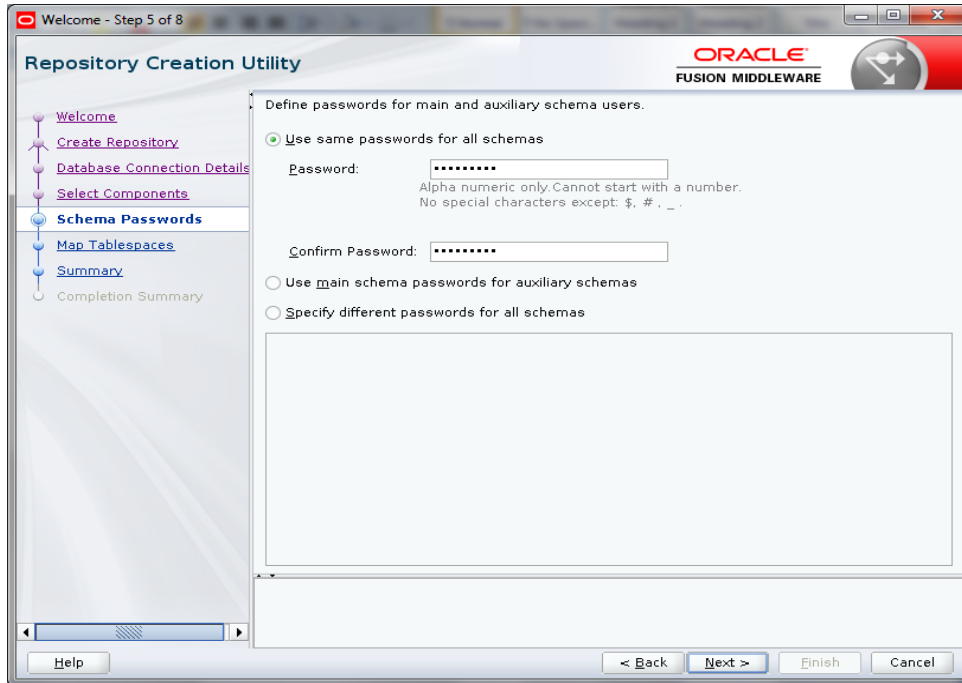 Welcome - Step 5 of 8
Repository Creation Utility
ORACLE
FUSION MIDDLEWARE
Welcome
Create Repository
Database Connection Details
Select Components
Schema Passwords
Map Tablespaces
Summary
Completion Summary
Define passwords for main and auxiliary schema users.
Use same passwords for all schemas
Password: •••••••••
Alpha numeric only.Cannot start with a number.
No special characters except: $, # , _ .
Confirm Password: •••••••••
Use main schema passwords for auxiliary schemas
Specify different passwords for all schemas
Help
< Back Next > Finish Cancel